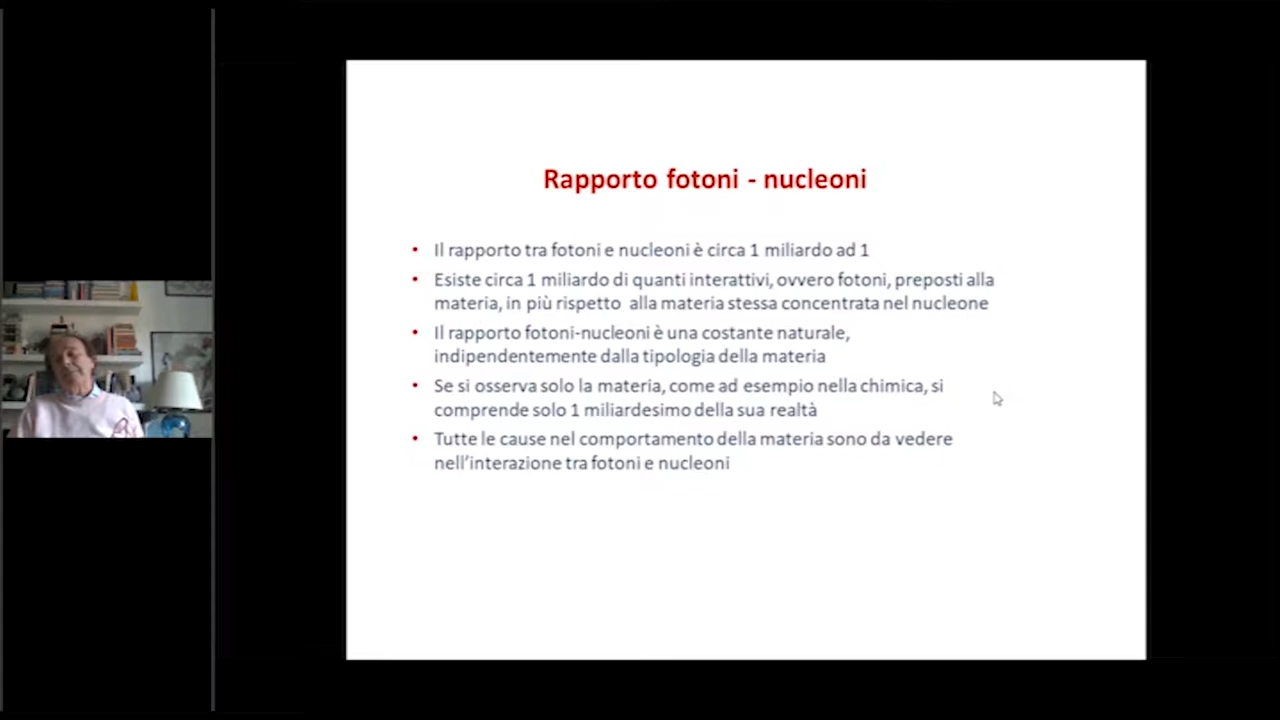 Rapporto fotoni - nucleoni
• Il rapporto tra fotoni e nucleoni è circa 1 miliardo ad 1
• Esiste circa 1 miliardo di quanti interattivi, ovvero fotoni, preposti alla
materia, in più rispetto alla materia stessa concentrata nel nucleone
• Il rapporto fotoni-nucleoni è una costante naturale,
indipendentemente dalla tipologia della materia
• Se si osserva solo la materia, come ad esempio nella chimica, si
comprende solo 1 miliardesimo della sua realtà
• Tutte le cause nel comportamento della materia sono da vedere
nell'interazione tra fotoni e nucleoni